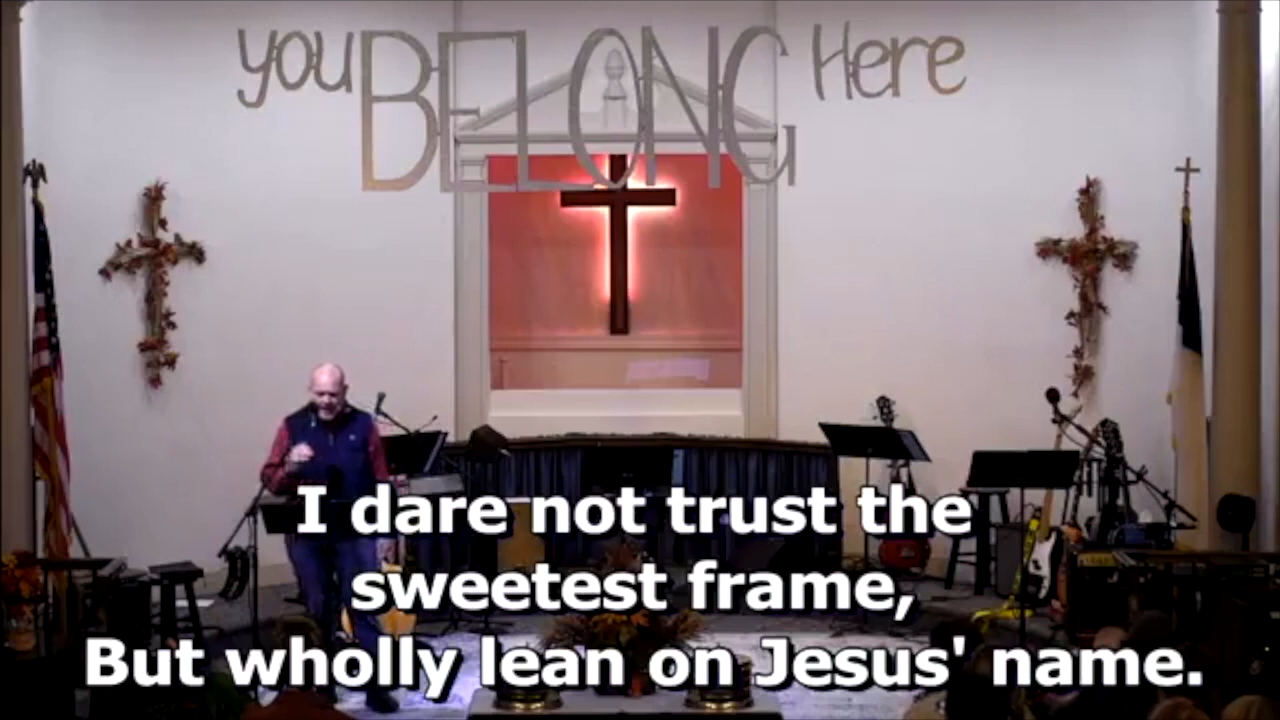 you BELONG Here
I dare not trust the
sweetest frame,
But wholly lean on Jesus' name.